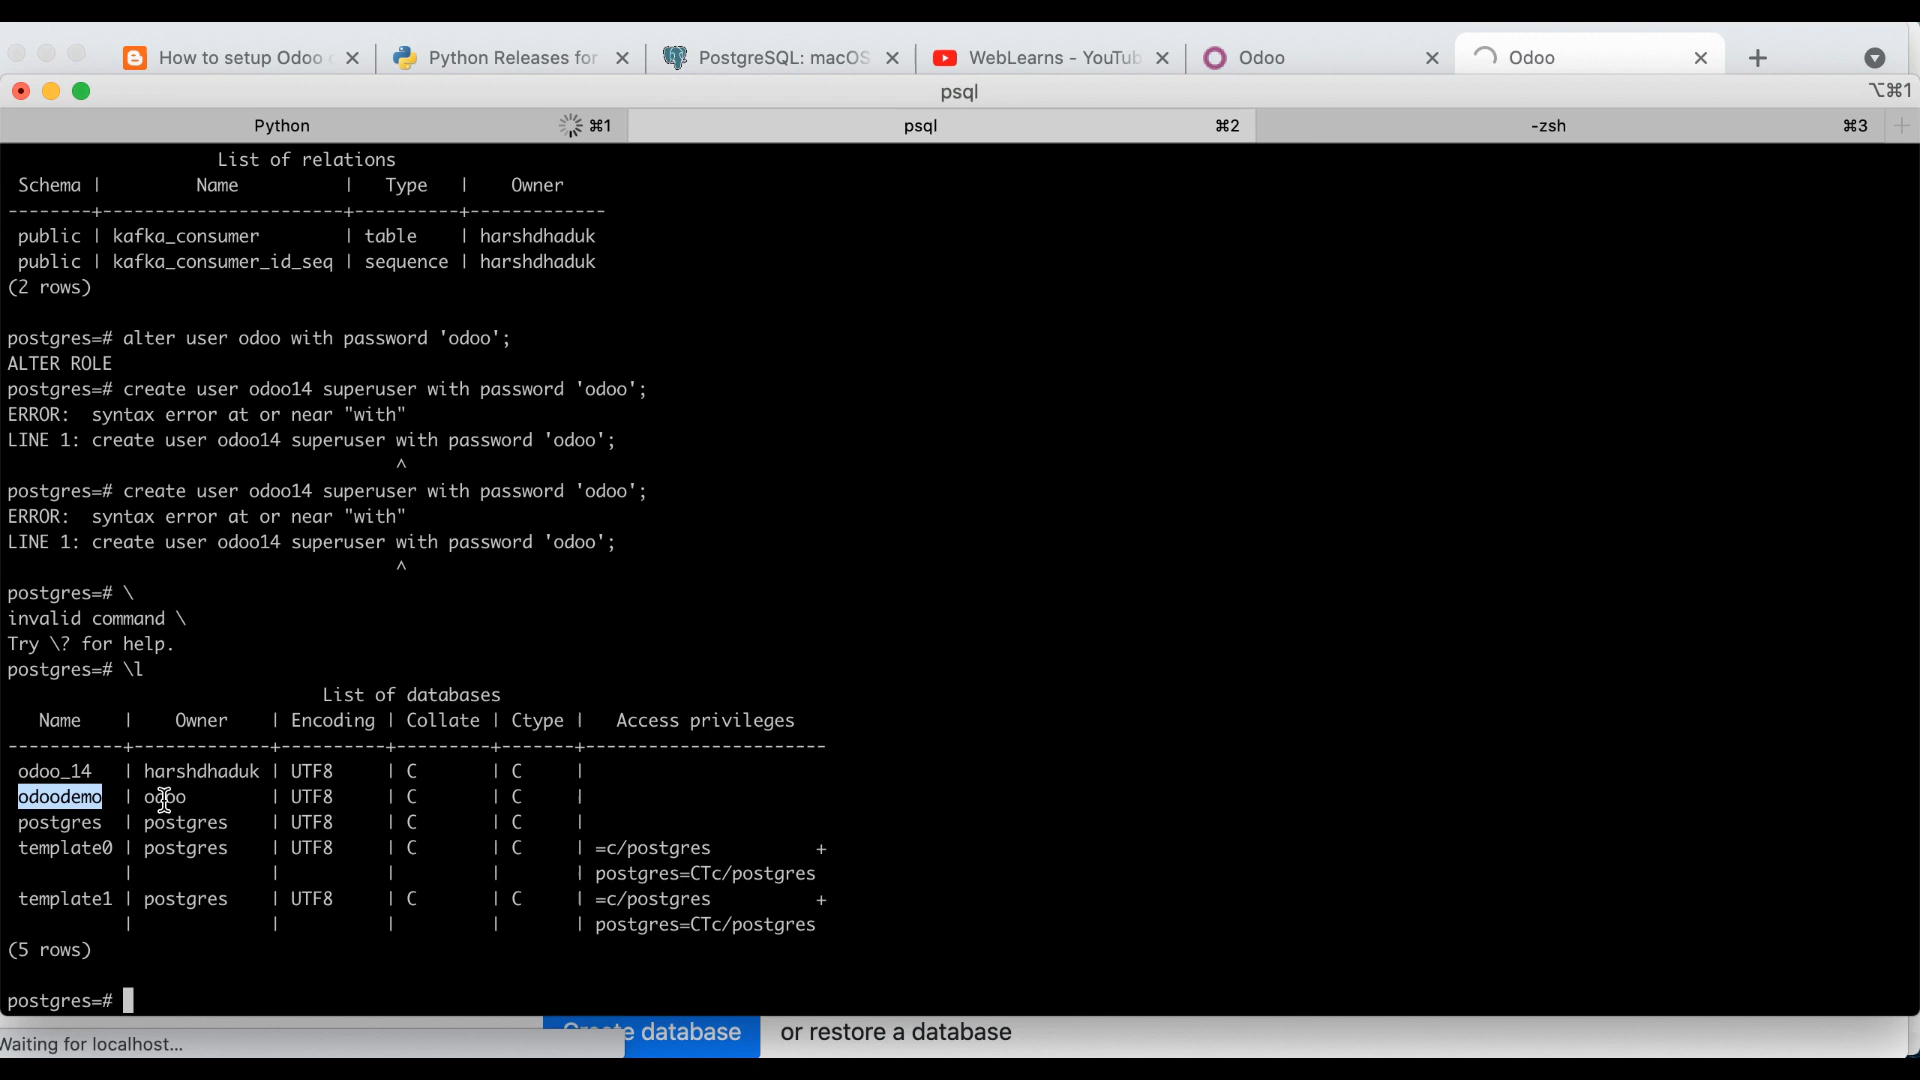 How to setup Odoo
Python Releases for
PostgreSQL: macOS
WebLearns - YouTub
Odoo
Odoo
psql
⌥⌘1
Python
⌘1
psql
⌘2
-zsh
⌘3
List of relations
Schema | Name | Type | Owner
--------+-----------------------+----------+-------------
public | kafka_consumer | table | harshdhaduk
public | kafka_consumer_id_seq | sequence | harshdhaduk
(2 rows)
postgres=# alter user odoo with password 'odoo';
ALTER ROLE
postgres=# create user odoo14 superuser with password 'odoo';
ERROR:  syntax error at or near "with"
LINE 1: create user odoo14 superuser with password 'odoo';
^
postgres=# create user odoo14 superuser with password 'odoo';
ERROR:  syntax error at or near "with"
LINE 1: create user odoo14 superuser with password 'odoo';
^
postgres=# \
invalid command \
Try \? for help.
postgres=# \l
List of databases
Name | Owner | Encoding | Collate | Ctype | Access privileges
-----------+-------------+----------+---------+-------+-----------------------
odoo_14 | harshdhaduk | UTF8 | C | C |
odoodemo | odoo | UTF8 | C | C |
postgres | postgres | UTF8 | C | C |
template0 | postgres | UTF8 | C | C | =c/postgres +
| | | | | postgres=CTc/postgres
template1 | postgres | UTF8 | C | C | =c/postgres +
| | | | | postgres=CTc/postgres
(5 rows)
postgres=#
Create database or restore a database
Waiting for localhost...